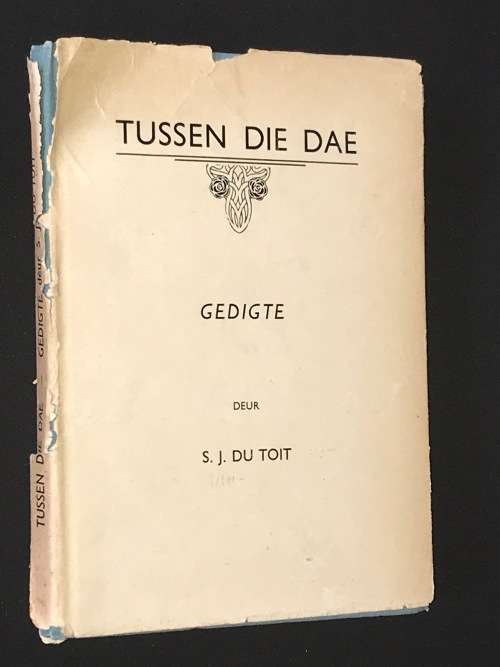 TUSSEN DIE DAE
GEDIGTE
DEUR
S. J. DU TOIT
TUSSEN DIE DAE GEDIGTE deur S. J. DU TOIT